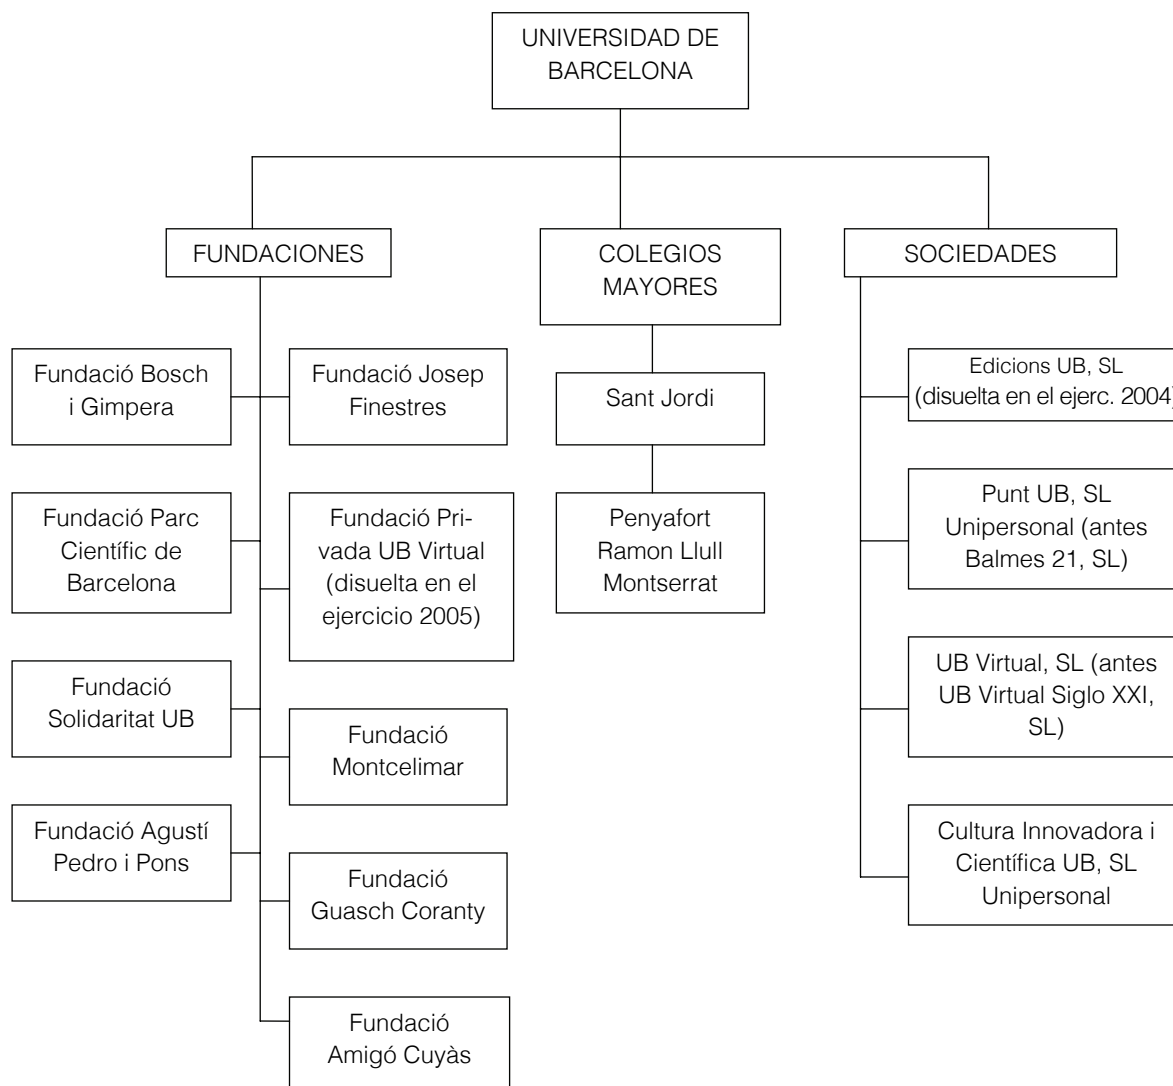 UNIVERSIDAD DE
BARCELONA
FUNDACIONES
COLEGIOS
MAYORES
SOCIEDADES
Fundació Bosch
i Gimpera
Fundació Josep
Finestres
Fundació Parc
Científic de
Barcelona
Fundació Pri-
vada UB Virtual
(disuelta en el
ejercicio 2005)
Fundació
Solidaritat UB
Fundació
Montcelimar
Fundació Agustí
Pedro i Pons
Fundació
Guasch Coranty
Fundació
Amigó Cuyàs
Sant Jordi
Penyafort
Ramon Llull
Montserrat
Edicions UB, SL
(disuelta en el ejerc. 2004)
Punt UB, SL
Unipersonal (antes
Balmes 21, SL)
UB Virtual, SL (antes
UB Virtual Siglo XXI,
SL)
Cultura Innovadora i
Científica UB, SL
Unipersonal